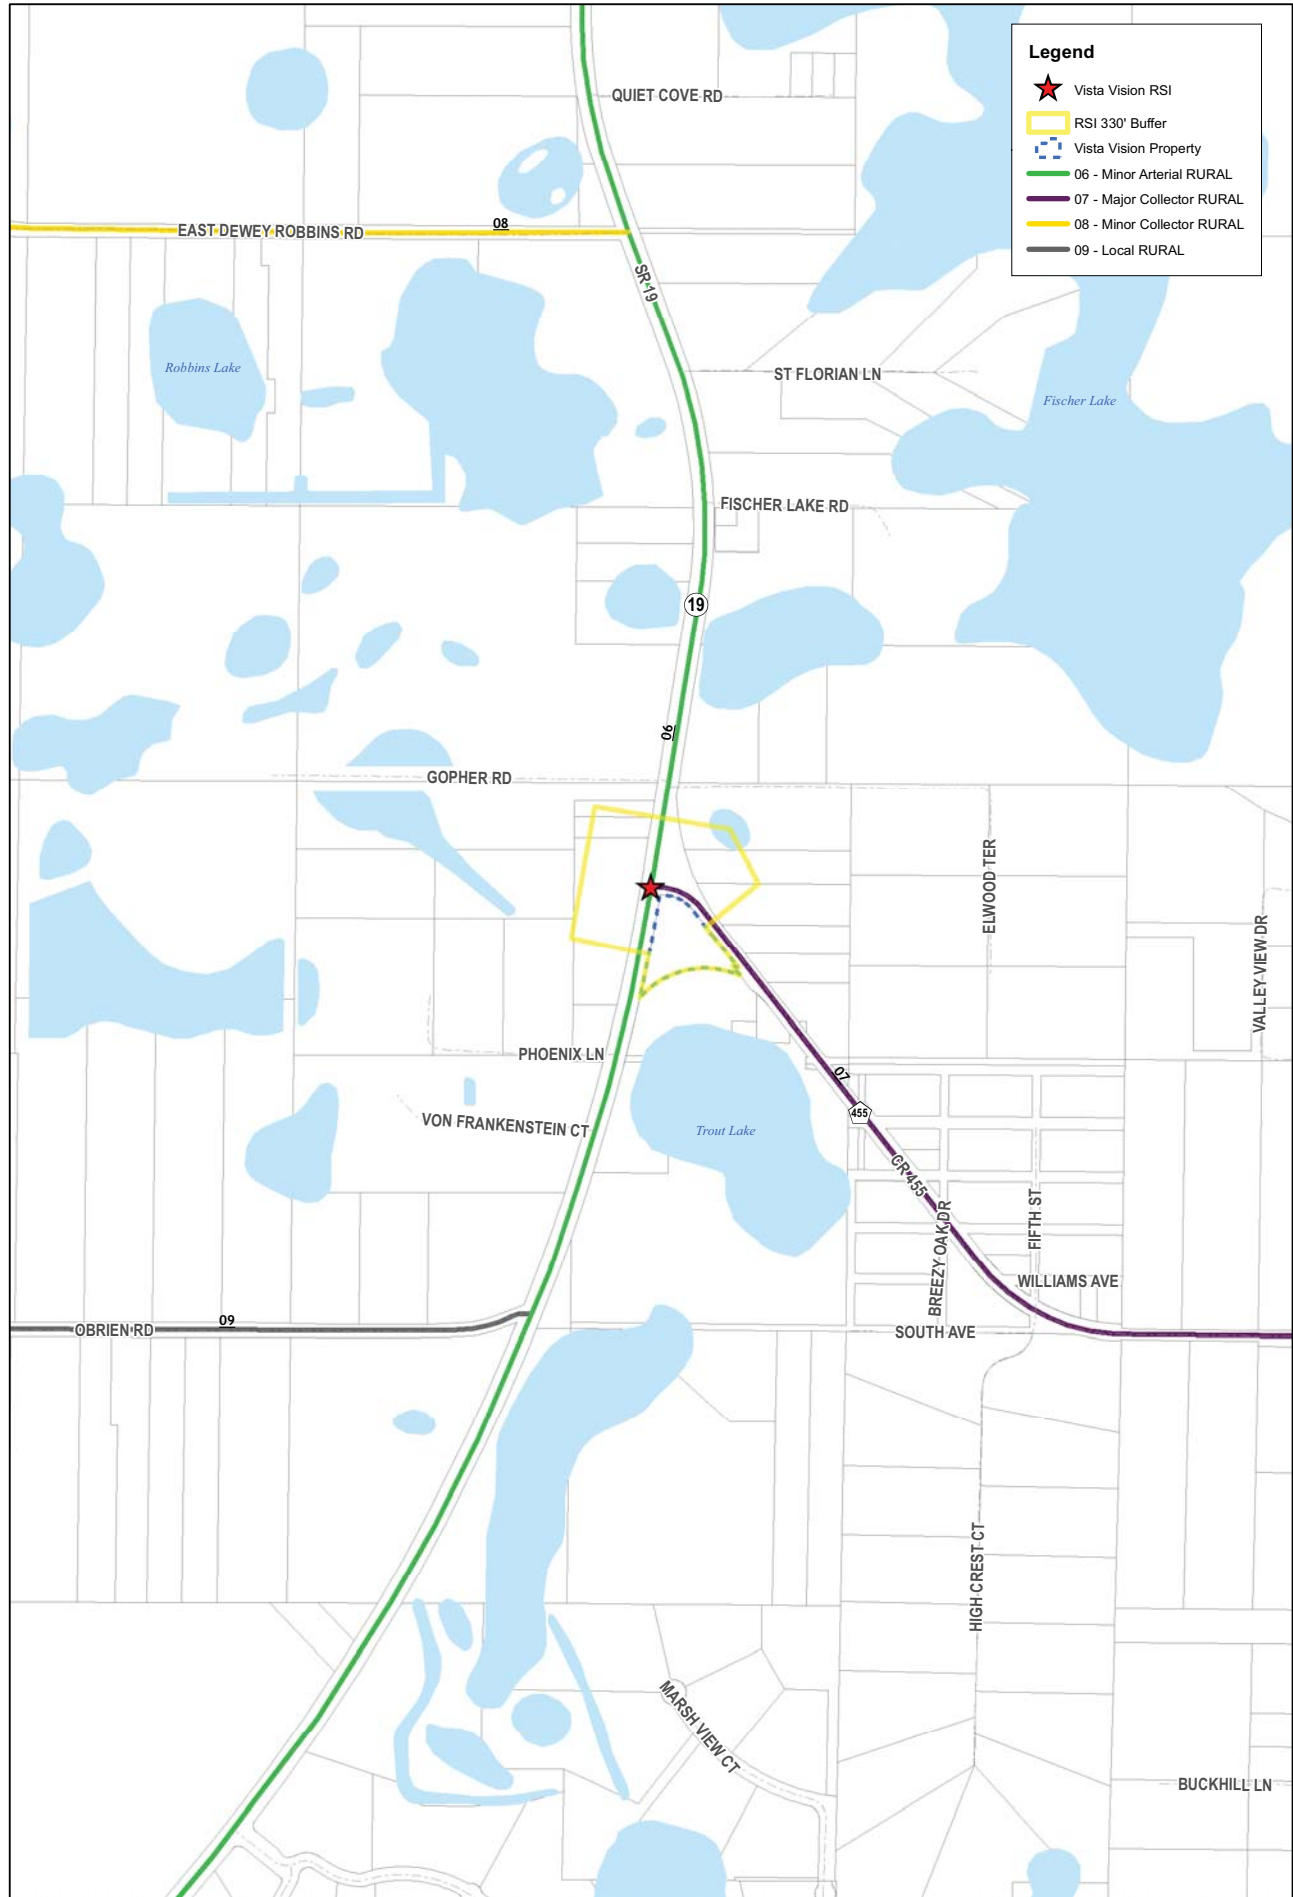 Legend
Vista Vision RSI
RSI 330' Buffer
Vista Vision Property
06 - Minor Arterial RURAL
07 - Major Collector RURAL
08 - Minor Collector RURAL
09 - Local RURAL
QUIET COVE RD
08
EAST DEWEY ROBBINS RD
SR 19
Robbins Lake
ST FLORIAN LN
Fischer Lake
FISCHER LAKE RD
19
06
GOPHER RD
ELWOOD TER
VALLEY VIEW DR
PHOENIX LN
07
455
VON FRANKENSTEIN CT
Trout Lake
CR 455
BREEZY OAK DR
FIFTH ST
WILLIAMS AVE
09
OBRIEN RD
SOUTH AVE
HIGH CREST CT
MARSH VIEW CT
BUCKHILL LN